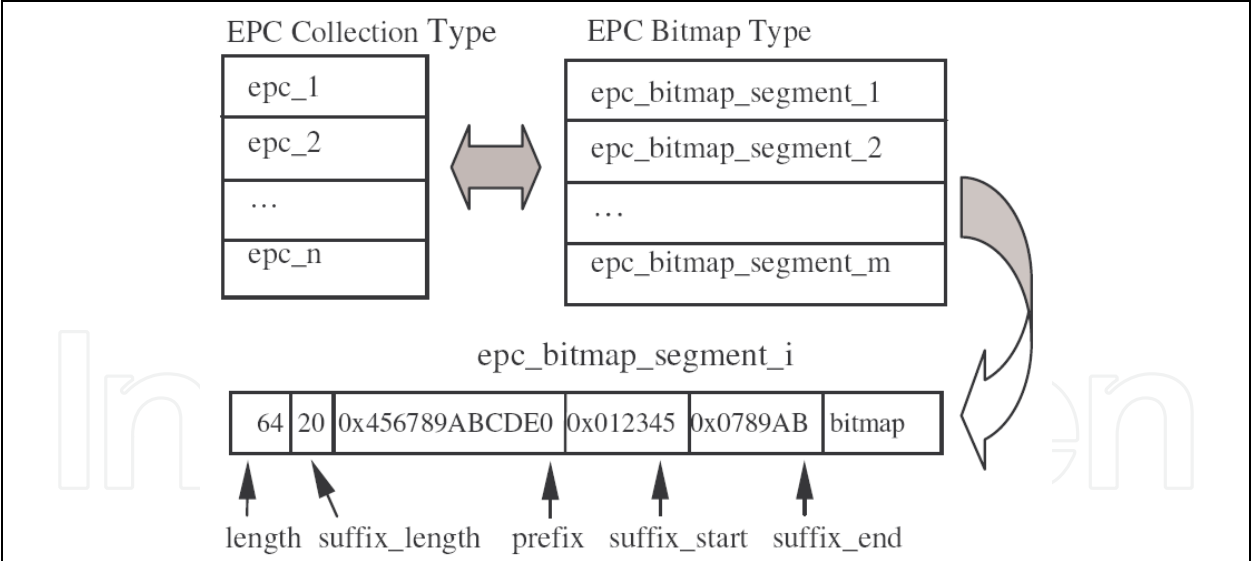 EPC Collection Type
EPC Bitmap Type
epc_1
epc_2
…
epc_n
epc_bitmap_segment_1
epc_bitmap_segment_2
…
epc_bitmap_segment_m
epc_bitmap_segment_i
64 20 0x456789ABCDE0 0x012345 0x0789AB bitmap
length suffix_length prefix suffix_start suffix_end